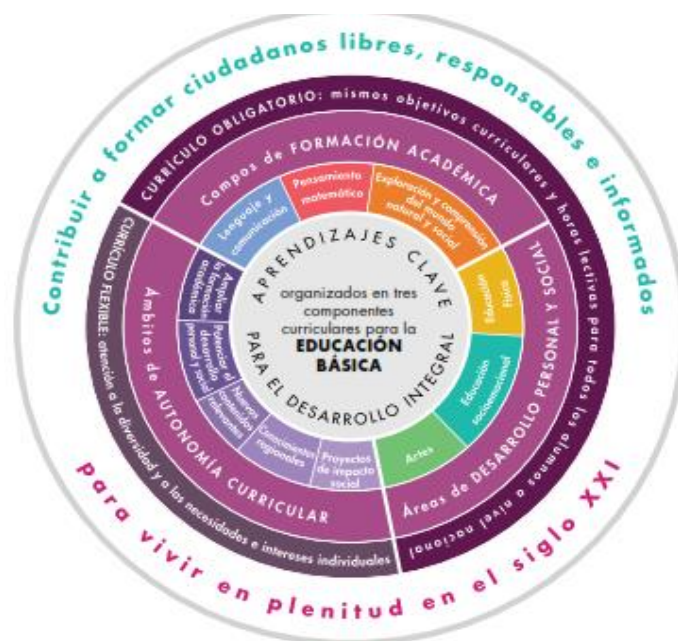 Contribuir a formar ciudadanos libres, responsables e informados
para vivir en plenitud en el siglo XXI
CURRÍCULO OBLIGATORIO: mismos objetivos curriculares y horas lectivas para todos los alumnos a nivel nacional
CURRÍCULO FLEXIBLE: atención a la diversidad y a las necesidades e intereses individuales
Campos de FORMACIÓN ACADÉMICA
Lenguaje y
comunicación
Pensamiento
matemático
Exploración y comprensión
del mundo
natural y social
Áreas de DESARROLLO PERSONAL Y SOCIAL
Educación
Física
Educación
socioemocional
Artes
Ámbitos de AUTONOMÍA CURRICULAR
Ampliar
la formación
académica
Potenciar el
desarrollo
personal y social
Nuevos
contenidos
relevantes
Conocimientos
regionales
Proyectos
de impacto
social
APRENDIZAJES CLAVE
organizados en tres
componentes
curriculares para la
EDUCACIÓN
BÁSICA
PARA EL DESARROLLO INTEGRAL